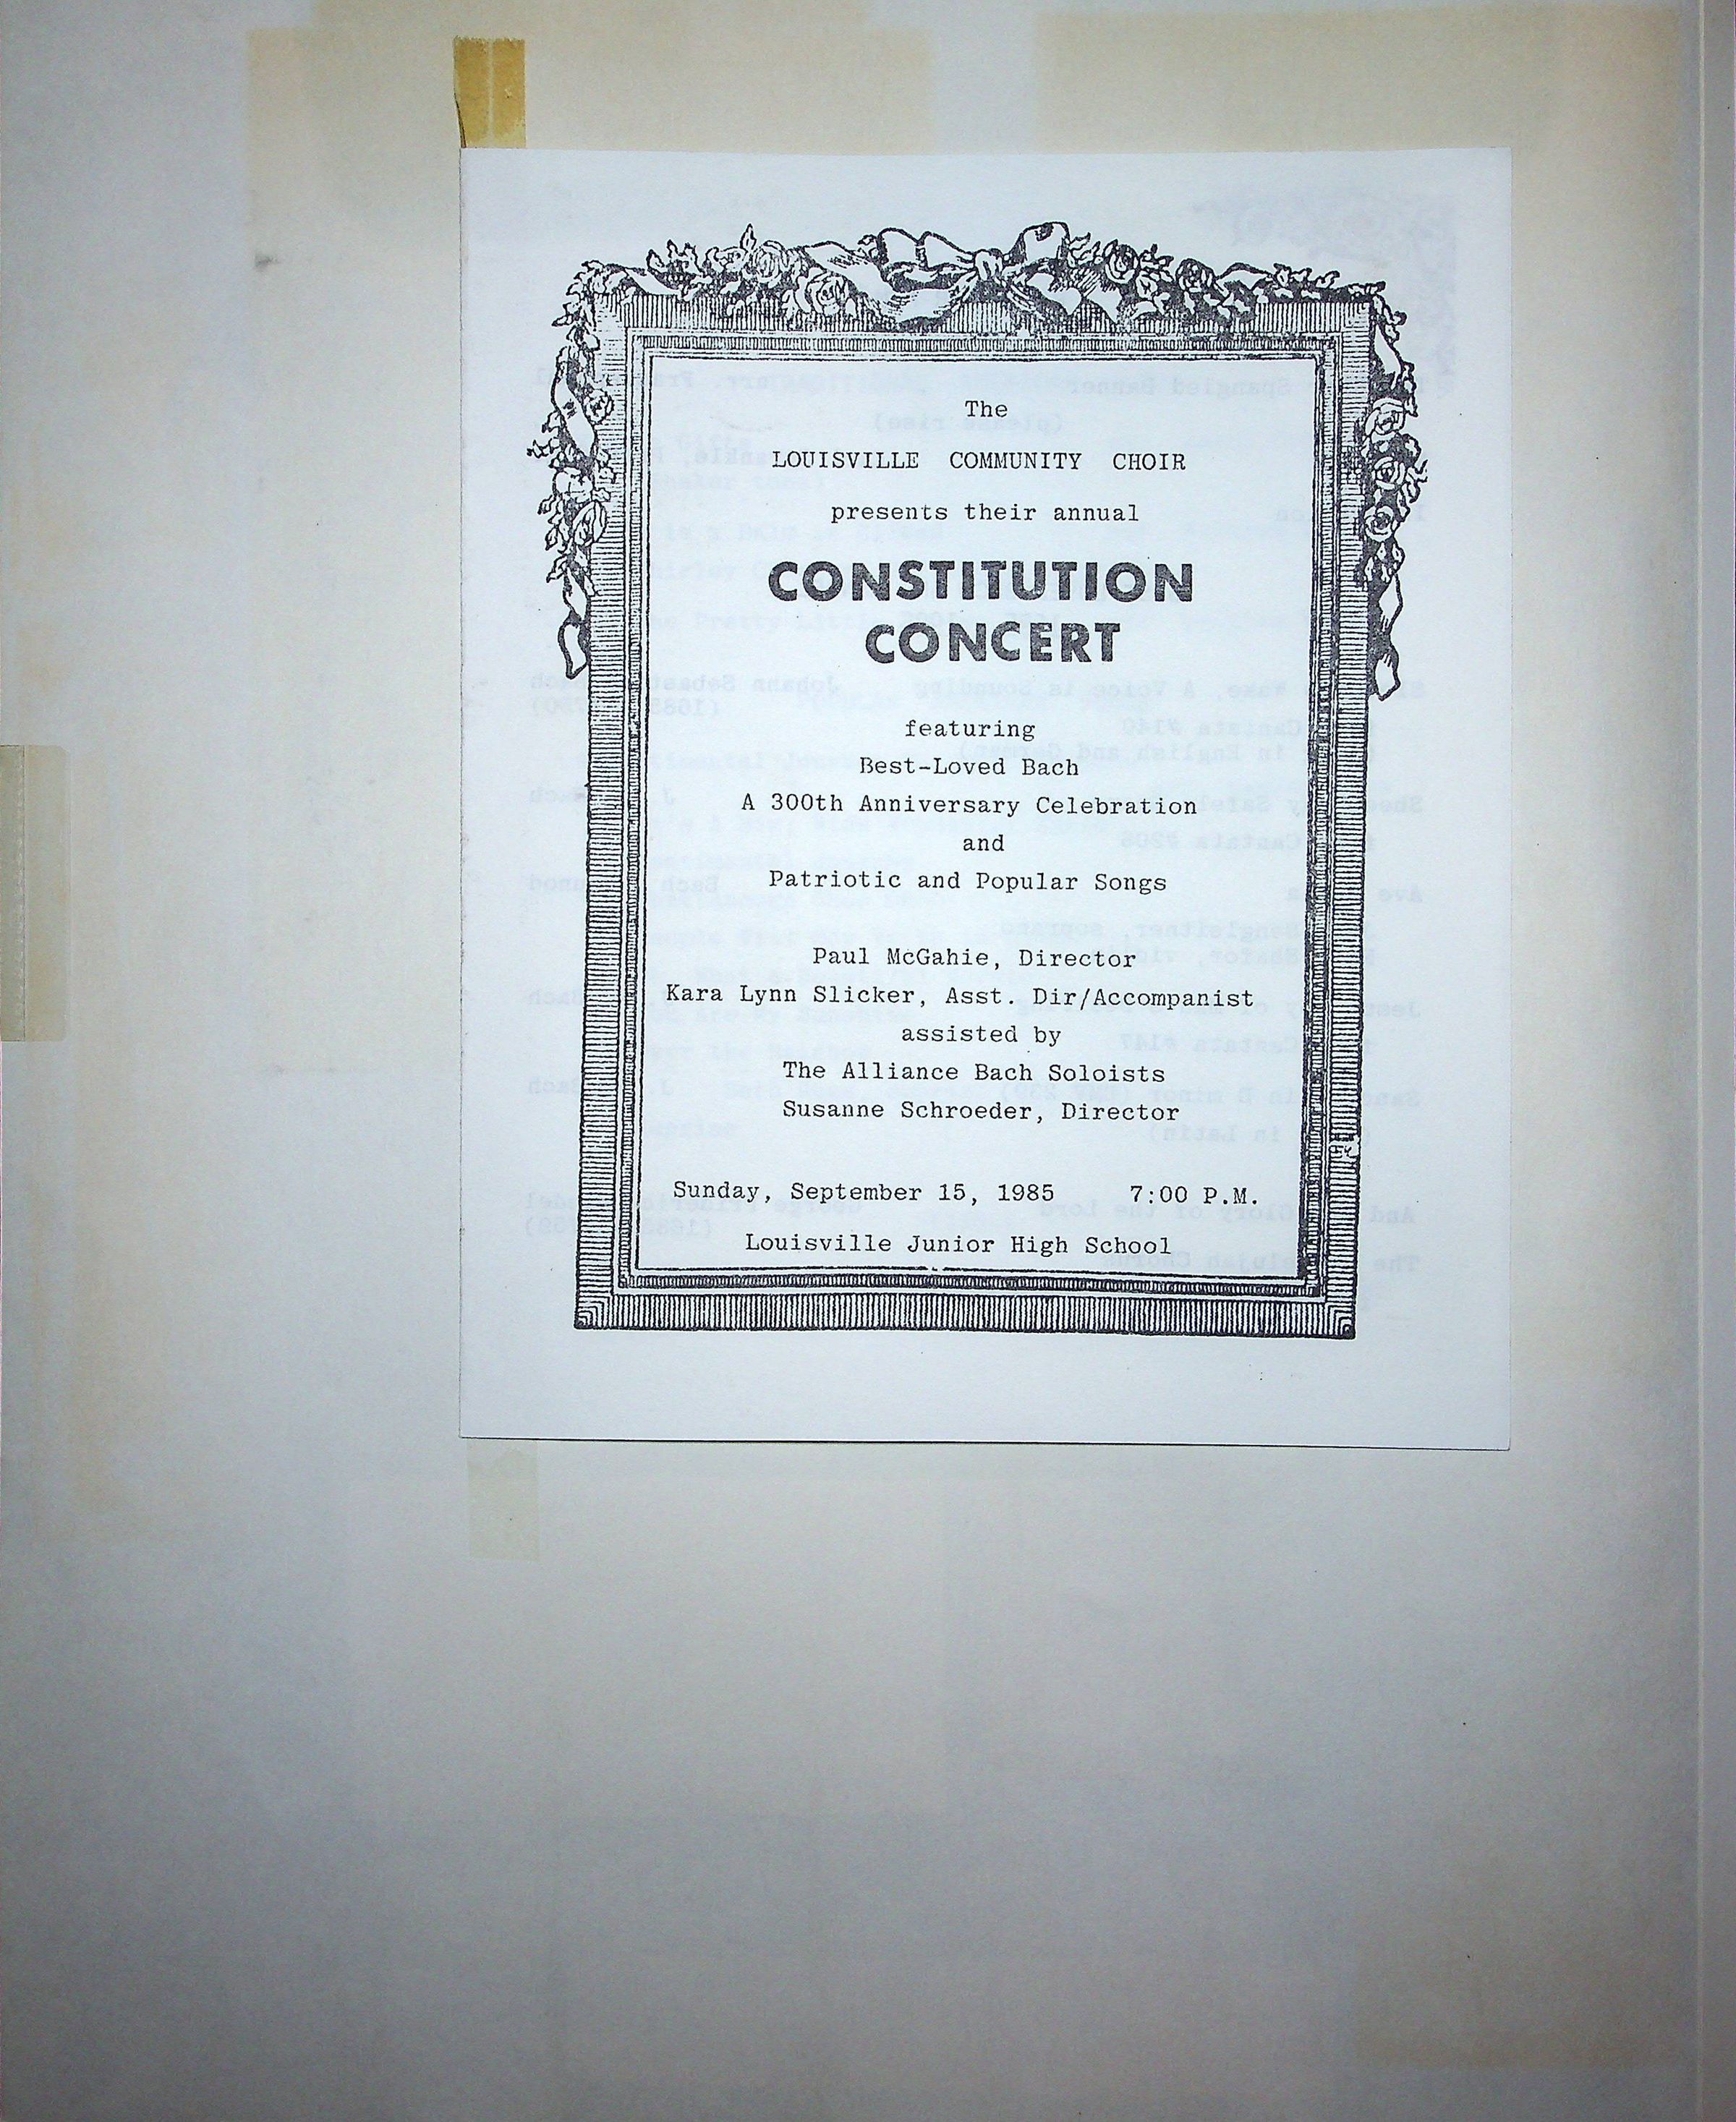 The
LOUISVILLE COMMUNITY CHOIR
presents their annual
CONSTITUTION
CONCERT
featuring
Best-Loved Bach
A 300th Anniversary Celebration
and
Patriotic and Popular Songs
Paul McGahie, Director
Kara Lynn Slicker, Asst. Dir/Accompanist
assisted by
The Alliance Bach Soloists
Susanne Schroeder, Director
Sunday, September 15, 1985 7:00 P.M.
Louisville Junior High School